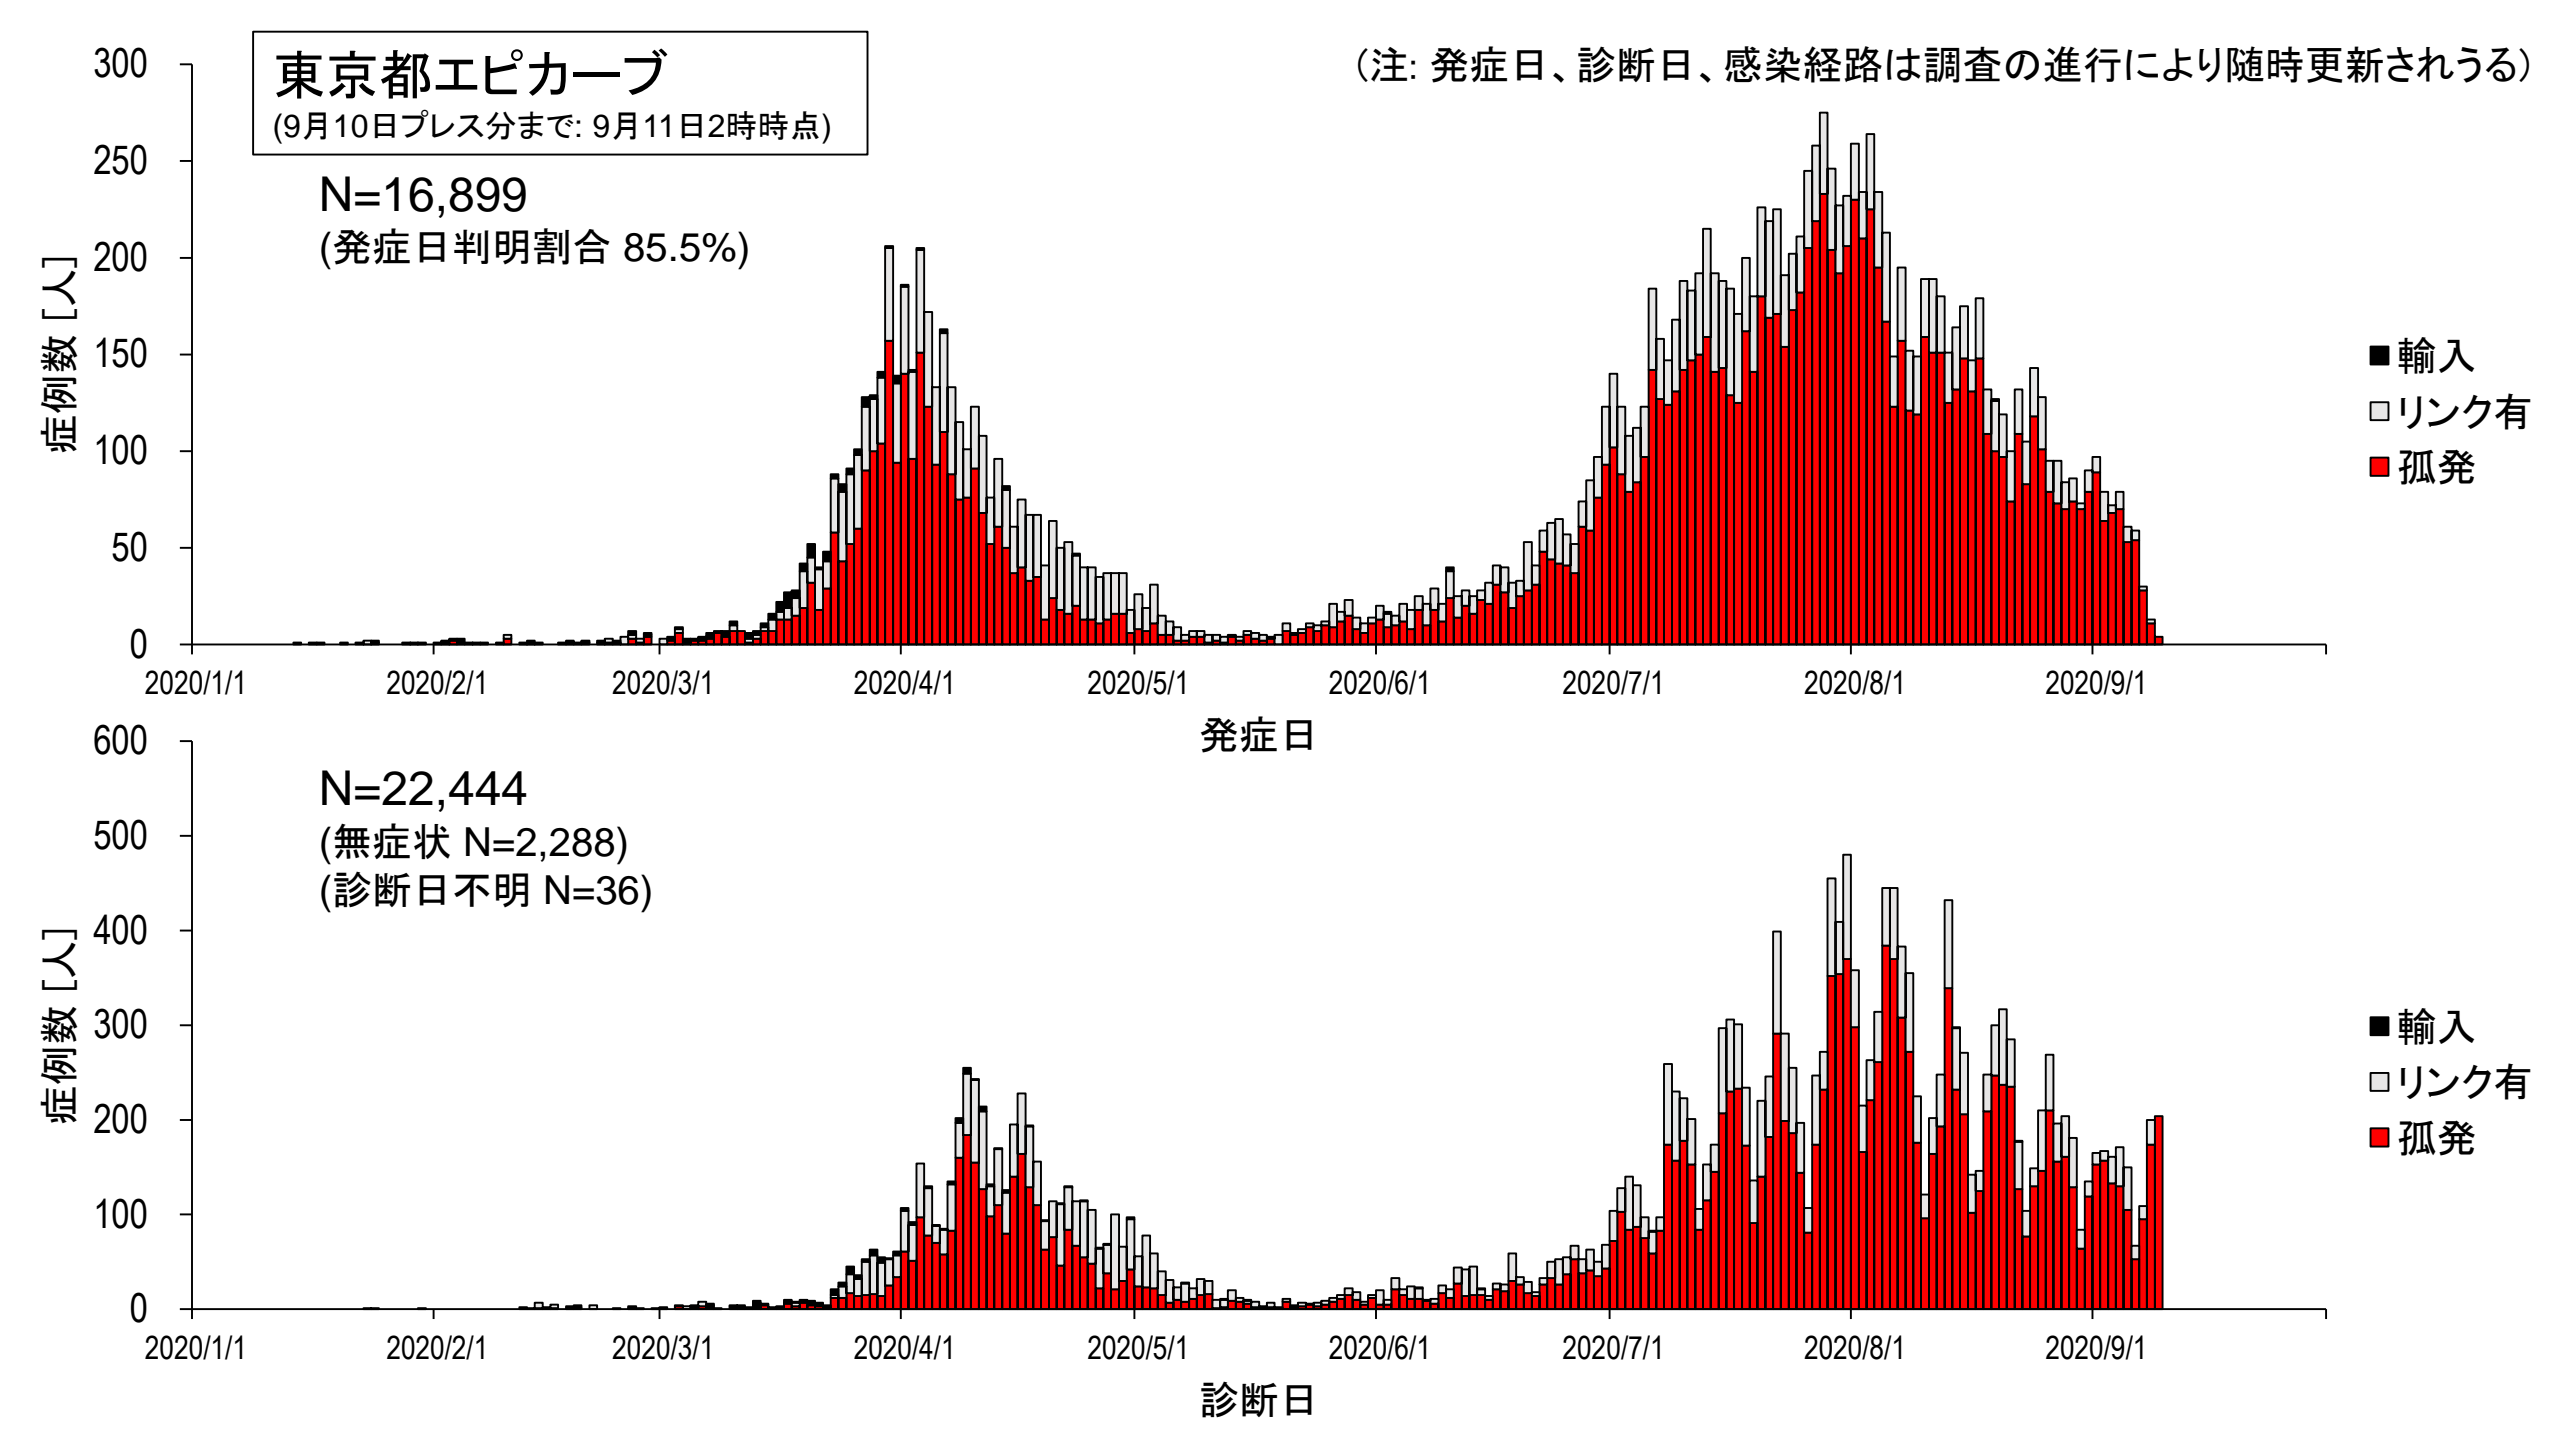 東京都エピカーブ
(9月10日プレス分まで: 9月11日2時時点)
（注: 発症日、診断日、感染経路は調査の進行により随時更新されうる）
N=16,899
(発症日判明割合 85.5%)
症例数 [人]
300
250
200
150
100
50
0
2020/1/1 2020/2/1 2020/3/1 2020/4/1 2020/5/1 2020/6/1 2020/7/1 2020/8/1 2020/9/1
発症日
輸入
リンク有
孤発
N=22,444
(無症状 N=2,288)
(診断日不明 N=36)
症例数 [人]
600
500
400
300
200
100
0
2020/1/1 2020/2/1 2020/3/1 2020/4/1 2020/5/1 2020/6/1 2020/7/1 2020/8/1 2020/9/1
診断日
輸入
リンク有
孤発